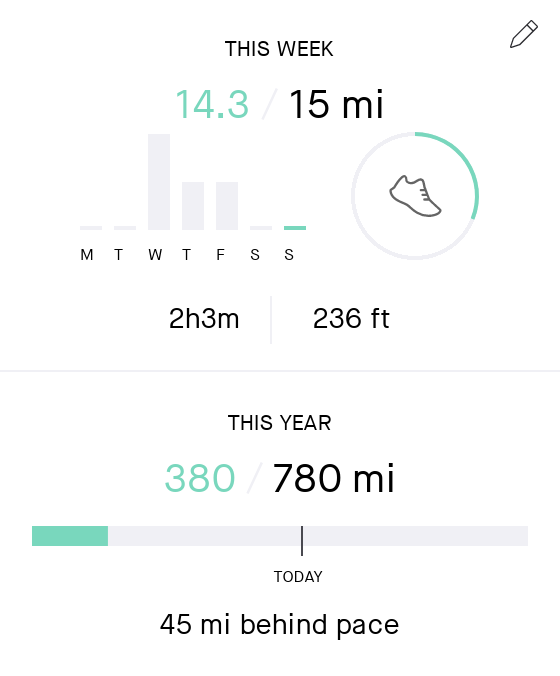 THIS WEEK
14.3 / 15 mi
M T W T F S S
2h3m 236 ft
THIS YEAR
380 / 780 mi
TODAY
45 mi behind pace